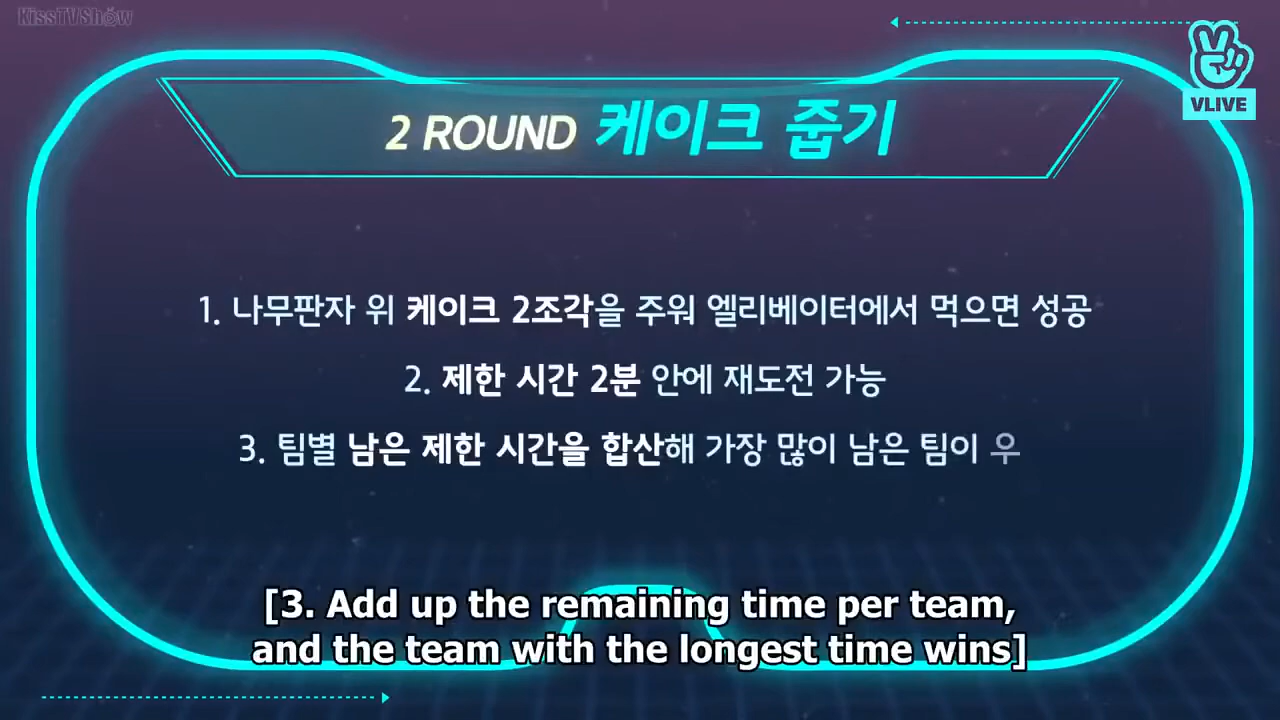 KissTVShow
VLIVE
2 ROUND 케이크 줍기
1. 나무판자 위 케이크 2조각을 주워 엘리베이터에서 먹으면 성공
2. 제한 시간 2분 안에 재도전 가능
3. 팀별 남은 제한 시간을 합산해 가장 많이 남은 팀이 우
[3. Add up the remaining time per team,
and the team with the longest time wins]